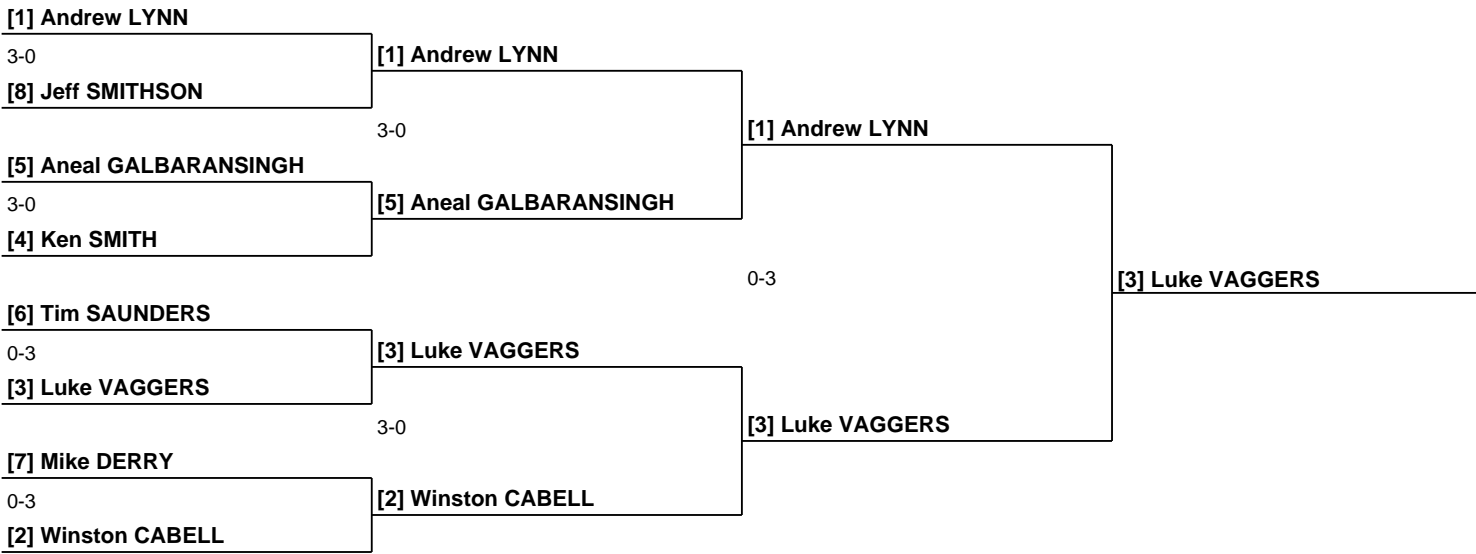 [1] Andrew LYNN
3-0
[1] Andrew LYNN
[8] Jeff SMITHSON
3-0
[1] Andrew LYNN
[5] Aneal GALBARANSINGH
3-0
[5] Aneal GALBARANSINGH
[4] Ken SMITH
0-3
[3] Luke VAGGERS
[6] Tim SAUNDERS
0-3
[3] Luke VAGGERS
[3] Luke VAGGERS
3-0
[3] Luke VAGGERS
[7] Mike DERRY
0-3
[2] Winston CABELL
[2] Winston CABELL